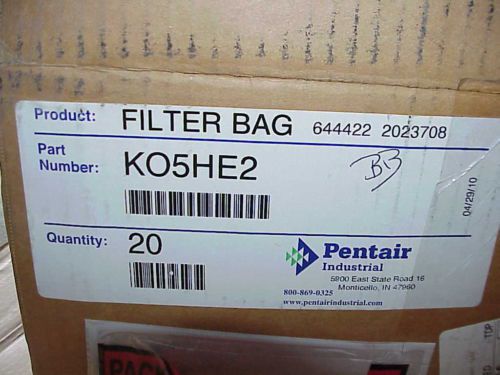 Product: FILTER BAG 644422 2023708
Part Number: KO5HE2
BB
04/29/10
Quantity: 20
Pentair
Industrial
5900 East State Road 16
Monticello, IN 47960
800-869-0325
www.pentairindustrial.com
PACK